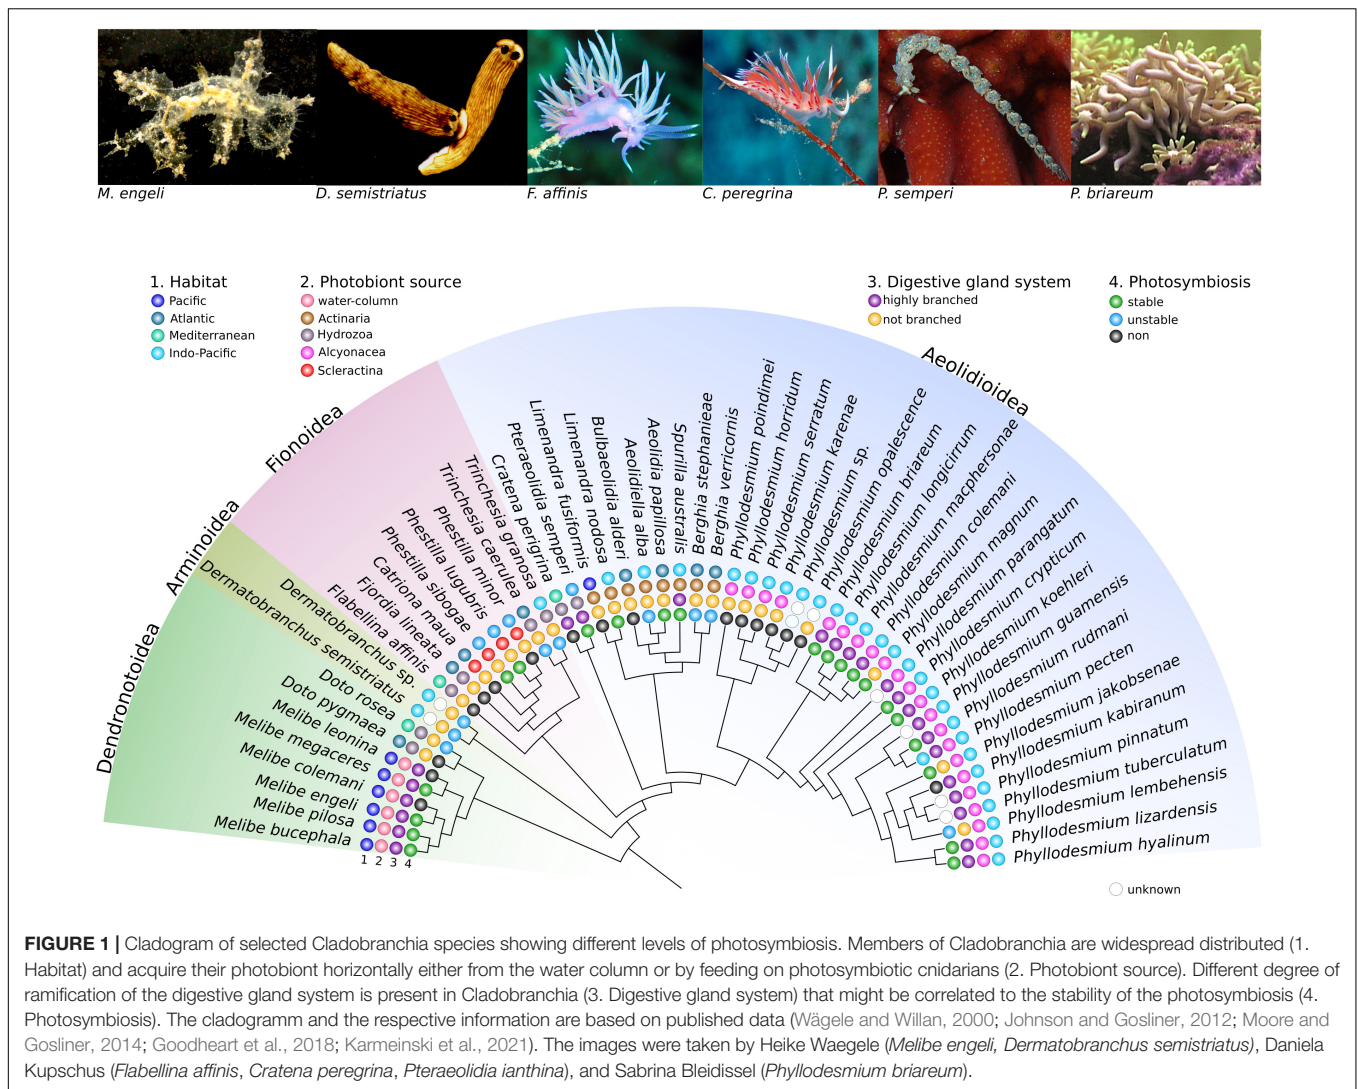 M. engeli
D. semistriatus
F. affinis
C. peregrina
P. semperi
P. briareum
1. Habitat
Pacific
Atlantic
Mediterranean
Indo-Pacific
2. Photobiont source
water-column
Actinaria
Hydrozoa
Alcyonacea
Scleractina
3. Digestive gland system
highly branched
not branched
4. Photosymbiosis
stable
unstable
non
Dendronotoidea
Arminoidea
Fionoidea
Aeolidioidea
Melibe bucephala
Melibe pilosa
Melibe engeli
Melibe colemani
Melibe megaceres
Melibe leonina
Doto pygmaea
Doto rosea
Dermatobranchus semistriatus
Dermatobranchus sp.
Flabellina affinis
Fjordia lineata
Catriona maua
Phestilla sibogae
Phestilla lugubris
Phestilla minor
Trinchesia caerulea
Trinchesia granosa
Cratena perigrina
Pteraeolidia semperi
Limenandra fusiformis
Limenandra nodosa
Bulbaeolidia alderi
Aeolidiella alba
Aeolidia papillosa
Spurilla australis
Berghia stephanieae
Berghia verricornis
Phyllodesmium poindimei
Phyllodesmium horridum
Phyllodesmium serratum
Phyllodesmium karenae
Phyllodesmium sp.
Phyllodesmium opalescence
Phyllodesmium briareum
Phyllodesmium longicirrum
Phyllodesmium macphersonae
Phyllodesmium colemani
Phyllodesmium magnum
Phyllodesmium parangatum
Phyllodesmium crypticum
Phyllodesmium koehleri
Phyllodesmium guamensis
Phyllodesmium rudmani
Phyllodesmium pecten
Phyllodesmium jakobsenae
Phyllodesmium kabiranum
Phyllodesmium pinnatum
Phyllodesmium tuberculatum
Phyllodesmium lembehensis
Phyllodesmium lizardensis
Phyllodesmium hyalinum
1 2 3 4
unknown
FIGURE 1 | Cladogram of selected Cladobranchia species showing different levels of photosymbiosis. Members of Cladobranchia are widespread distributed (1.
Habitat) and acquire their photobiont horizontally either from the water column or by feeding on photosymbiotic cnidarians (2. Photobiont source). Different degree of
ramification of the digestive gland system is present in Cladobranchia (3. Digestive gland system) that might be correlated to the stability of the photosymbiosis (4.
Photosymbiosis). The cladogramm and the respective information are based on published data (Wägele and Willan, 2000; Johnson and Gosliner, 2012; Moore and
Gosliner, 2014; Goodheart et al., 2018; Karmeinski et al., 2021). The images were taken by Heike Waegele (Melibe engeli, Dermatobranchus semistriatus), Daniela
Kupschus (Flabellina affinis, Cratena peregrina, Pteraeolidia ianthina), and Sabrina Bleidissel (Phyllodesmium briareum).